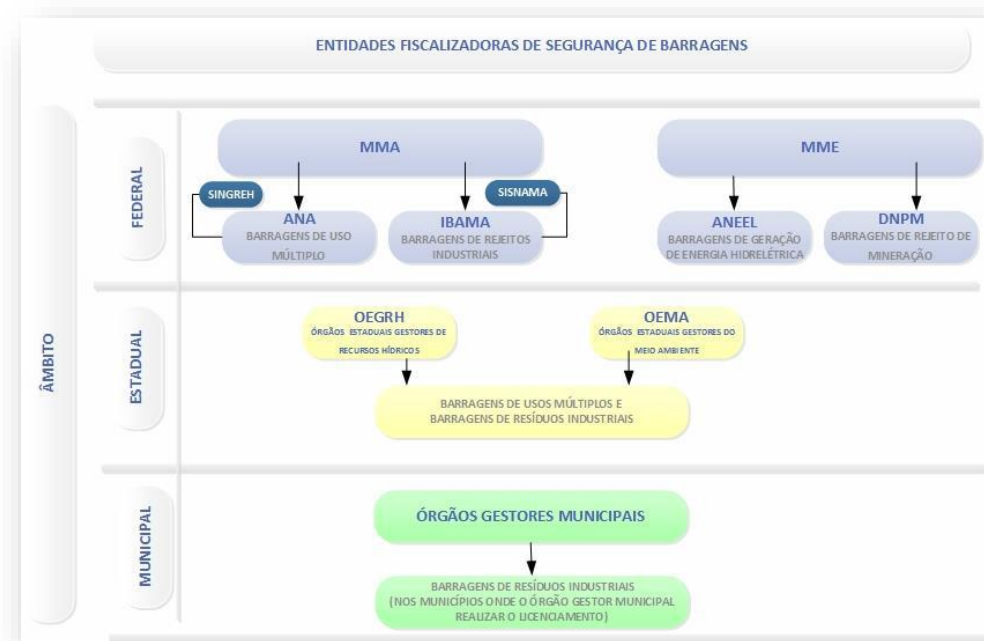 ENTIDADES FISCALIZADORAS DE SEGURANÇA DE BARRAGENS
ÂMBITO
FEDERAL
MMA
MME
SINGREH
SISNAMA
ANA
BARRAGENS DE USO
MÚLTIPLO
IBAMA
BARRAGENS DE REJEITOS
INDUSTRIAIS
ANEEL
BARRAGENS DE GERAÇÃO
DE ENERGIA HIDRELÉTRICA
DNPM
BARRAGENS DE REJEITO DE
MINERAÇÃO
ESTADUAL
OEGRH
ÓRGÃOS ESTADUAIS GESTORES DE
RECURSOS HÍDRICOS
OEMA
ÓRGÃOS ESTADUAIS GESTORES DO
MEIO AMBIENTE
BARRAGENS DE USOS MÚLTIPLOS E
BARRAGENS DE RESÍDUOS INDUSTRIAIS
MUNICIPAL
ÓRGÃOS GESTORES MUNICIPAIS
BARRAGENS DE RESÍDUOS INDUSTRIAIS
(NOS MUNICÍPIOS ONDE O ÓRGÃO GESTOR MUNICIPAL
REALIZAR O LICENCIAMENTO)